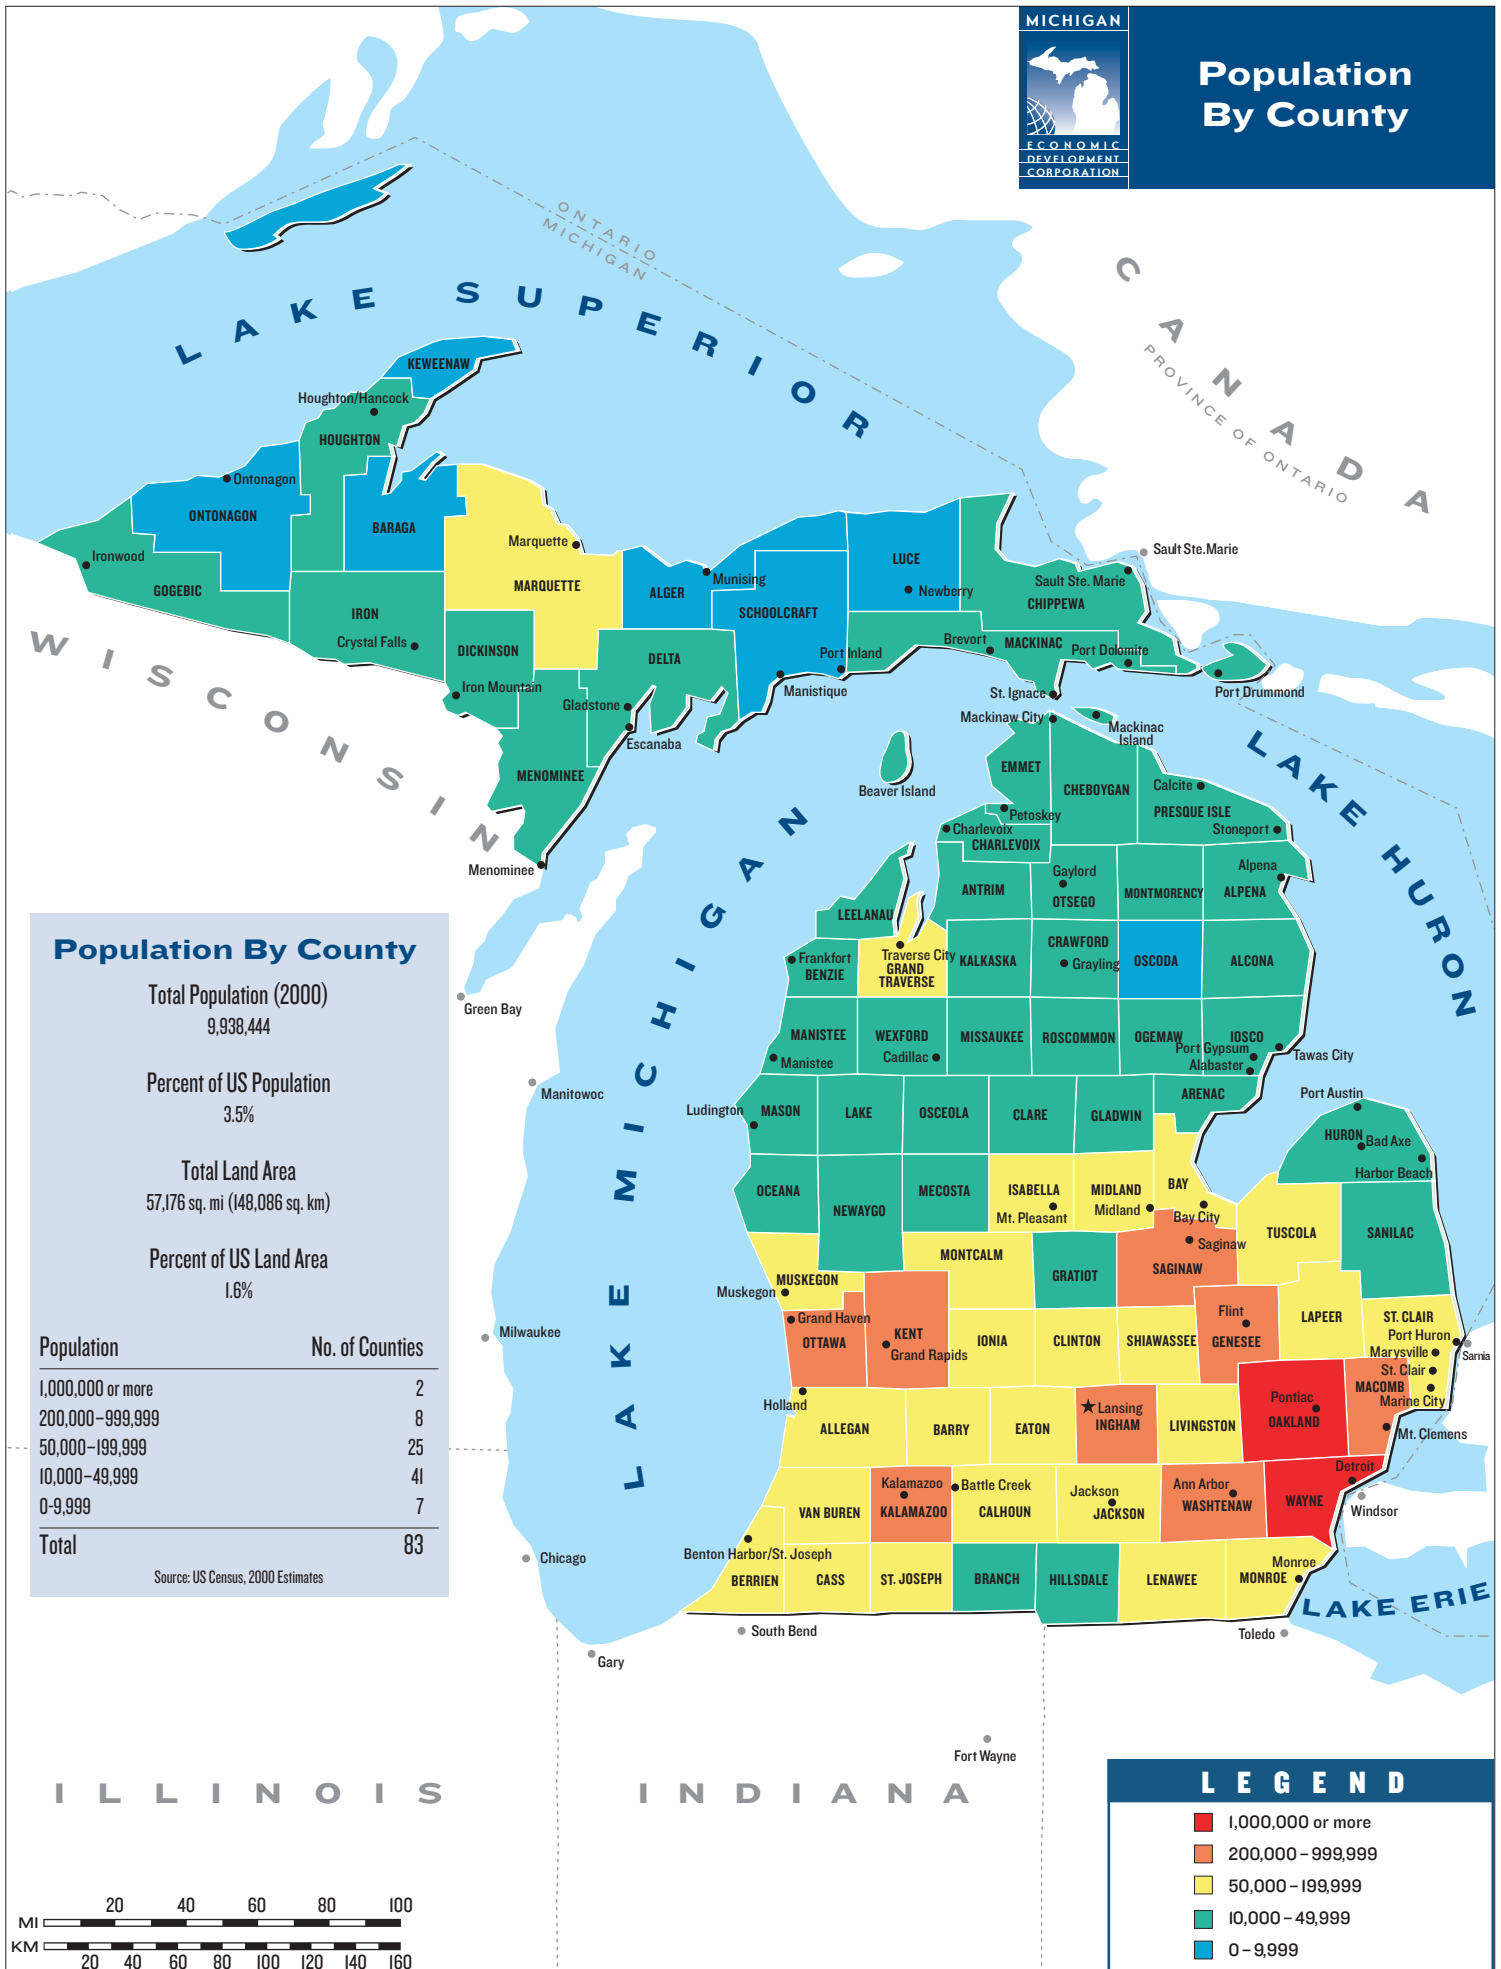 MICHIGAN
ECONOMIC
DEVELOPMENT
CORPORATION
Population
By County
ONTARIO
MICHIGAN
LAKE SUPERIOR
CANADA
PROVINCE OF ONTARIO
KEWEENAW
Houghton/Hancock
HOUGHTON
Ontonagon
ONTONAGON
BARAGA
Ironwood
GOGEBIC
IRON
Crystal Falls
Marquette
MARQUETTE
DICKINSON
Iron Mountain
ALGER
Munising
SCHOOLCRAFT
LUCE
Newberry
Sault Ste.Marie
Sault Ste. Marie
CHIPPEWA
Brevort
MACKINAC
Port Dolomite
Port Inland
Manistique
DELTA
Gladstone
Escanaba
MENOMINEE
Menominee
St. Ignace
Port Drummond
Mackinaw City
Mackinac
Island
WISCONSIN
Beaver Island
LAKE HURON
LAKE MICHIGAN
EMMET
CHEBOYGAN
Calcite
PRESQUE ISLE
Stoneport
Petoskey
Charlevoix
CHARLEVOIX
ANTRIM
Gaylord
OTSEGO
MONTMORENCY
Alpena
ALPENA
LEELANAU
Traverse City
GRAND
TRAVERSE
Frankfort
BENZIE
KALKASKA
CRAWFORD
Grayling
OSCODA
ALCONA
MANISTEE
Manistee
WEXFORD
Cadillac
MISSAUKEE
ROSCOMMON
OGEMAW
IOSCO
Port Gypsum
Alabaster
Tawas City
Ludington
MASON
LAKE
OSCEOLA
CLARE
GLADWIN
ARENAC
Port Austin
HURON
Bad Axe
Harbor Beach
OCEANA
NEWAYGO
MECOSTA
ISABELLA
Mt. Pleasant
MIDLAND
Midland
BAY
Bay City
TUSCOLA
SANILAC
MONTCALM
GRATIOT
Saginaw
SAGINAW
MUSKEGON
Muskegon
Grand Haven
OTTAWA
KENT
Grand Rapids
IONIA
CLINTON
SHIAWASSEE
Flint
GENESEE
LAPEER
ST. CLAIR
Port Huron
Marysville
St. Clair
Marine City
Sarnia
MACOMB
Mt. Clemens
Holland
ALLEGAN
BARRY
EATON
Lansing
INGHAM
LIVINGSTON
Pontiac
OAKLAND
VAN BUREN
Kalamazoo
KALAMAZOO
Battle Creek
CALHOUN
Jackson
JACKSON
Ann Arbor
WASHTENAW
Detroit
WAYNE
Windsor
Benton Harbor/St. Joseph
BERRIEN
CASS
ST. JOSEPH
BRANCH
HILLSDALE
LENAWEE
Monroe
MONROE
LAKE ERIE
Toledo
South Bend
Gary
Fort Wayne
Green Bay
Manitowoc
Milwaukee
Chicago
ILLINOIS
INDIANA
Population By County
Total Population (2000)
9,938,444
Percent of US Population
3.5%
Total Land Area
57,176 sq. mi (148,086 sq. km)
Percent of US Land Area
1.6%
Population No. of Counties
1,000,000 or more 2
200,000–999,999 8
50,000–199,999 25
10,000–49,999 41
0-9,999 7
Total 83
Source: US Census, 2000 Estimates
20 40 60 80 100
MI
KM
20 40 60 80 100 120 140 160
LEGEND
1,000,000 or more
200,000–999,999
50,000–199,999
10,000–49,999
0–9,999